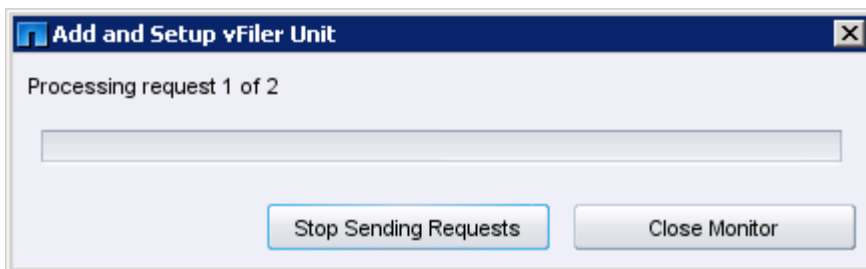 Add and Setup vFiler Unit
Processing request 1 of 2
Stop Sending Requests
Close Monitor